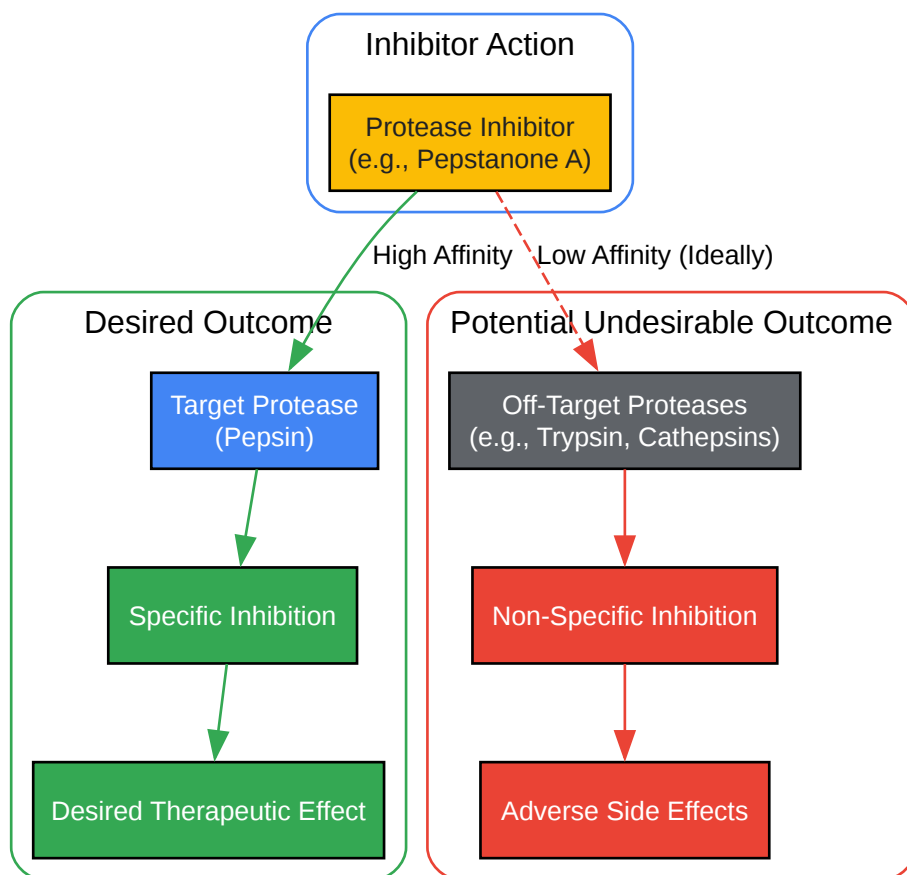 Inhibitor Action
Protease Inhibitor
(e.g., Pepstanone A)
High Affinity
Low Affinity (Ideally)
Desired Outcome
Potential Undesirable Outcome
Target Protease
(Pepsin)
Off-Target Proteases
(e.g., Trypsin, Cathepsins)
Specific Inhibition
Non-Specific Inhibition
Desired Therapeutic Effect
Adverse Side Effects